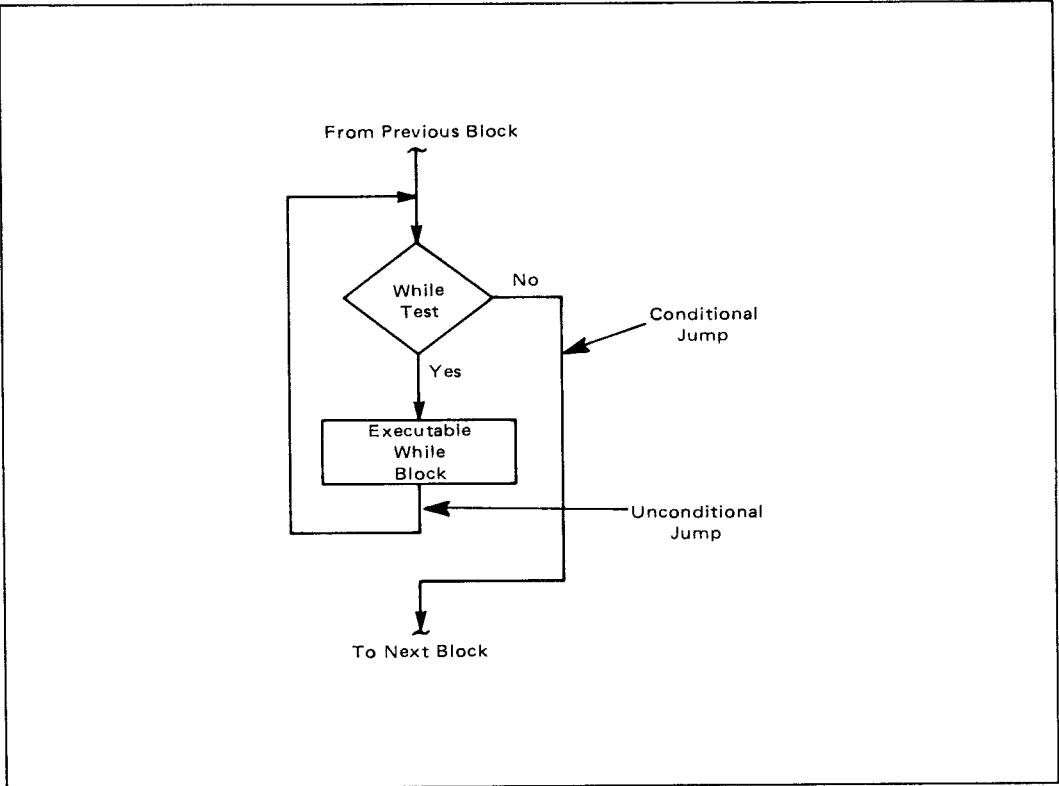 From Previous Block
No
While
Test
Conditional
Jump
Yes
Executable
While
Block
Unconditional
Jump
To Next Block